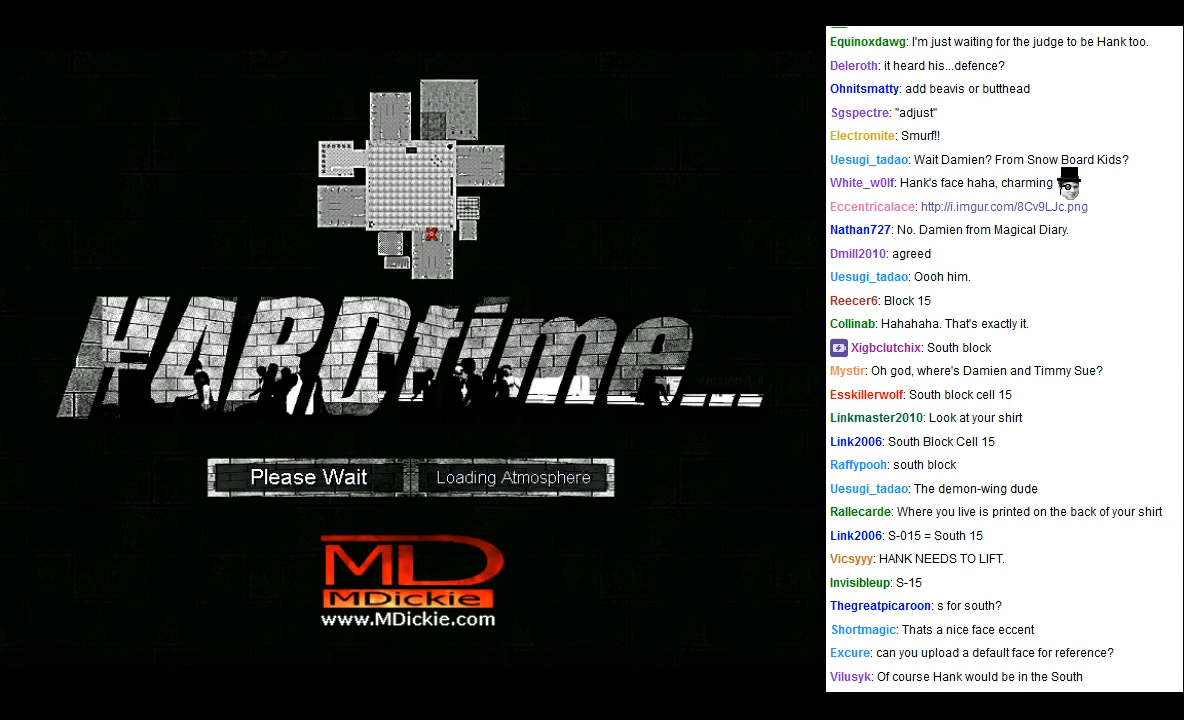 HARDtime...
Version 1.4
Please Wait
Loading Atmosphere
MD
MDickie
www.MDickie.com
Equinoxdawg: I'm just waiting for the judge to be Hank too.
Deleroth: it heard his...defence?
Ohnitsmatty: add beavis or butthead
Sgspectre: "adjust"
Electromite: Smurf!!
Uesugi_tadao: Wait Damien? From Snow Board Kids?
White_w0lf: Hank's face haha, charming
Eccentricalace: http://i.imgur.com/8Cv9LJc.png
Nathan727: No. Damien from Magical Diary.
Dmill2010: agreed
Uesugi_tadao: Oooh him.
Reecer6: Block 15
Collinab: Hahahaha. That's exactly it.
Xigbclutchix: South block
Mystir: Oh god, where's Damien and Timmy Sue?
Esskillerwolf: South block cell 15
Linkmaster2010: Look at your shirt
Link2006: South Block Cell 15
Raffypooh: south block
Uesugi_tadao: The demon-wing dude
Rallecarde: Where you live is printed on the back of your shirt
Link2006: S-015 = South 15
Vicsyyy: HANK NEEDS TO LIFT.
Invisibleup: S-15
Thegreatpicaroon: s for south?
Shortmagic: Thats a nice face eccent
Excure: can you upload a default face for reference?
Vilusyk: Of course Hank would be in the South